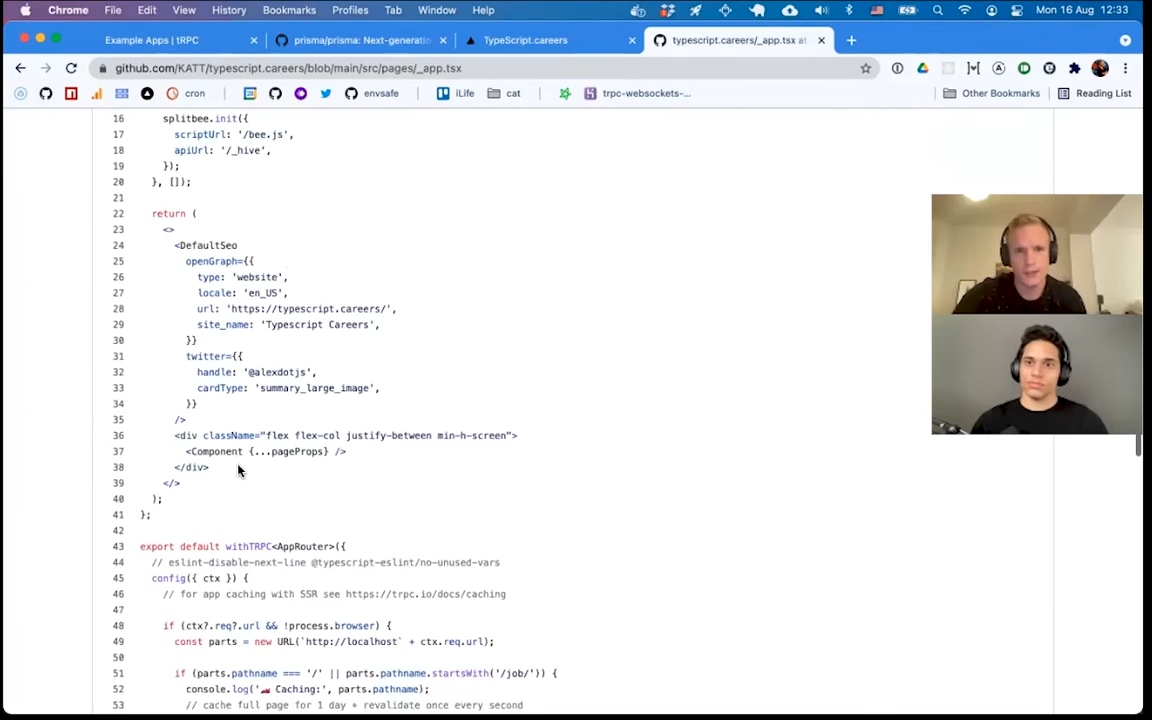 Chrome File Edit View History Bookmarks Profiles Tab Window Help Mon 16 Aug 12:33
Example Apps | tRPC prisma/prisma: Next-generatio TypeScript.careers typescript.careers/_app.tsx at
github.com/KATT/typescript.careers/blob/main/src/pages/_app.tsx
cron envsafe iLife cat trpc-websockets-... Other Bookmarks Reading List
16 splitbee.init({
17 scriptUrl: '/bee.js',
18 apiUrl: '/_hive',
19 });
20 }, []);
21
22 return (
23 <>
24 <DefaultSeo
25 openGraph={{
26 type: 'website',
27 locale: 'en_US',
28 url: 'https://typescript.careers/',
29 site_name: 'Typescript Careers',
30 }}
31 twitter={{
32 handle: '@alexdotjs',
33 cardType: 'summary_large_image',
34 }}
35 />
36 <div className="flex flex-col justify-between min-h-screen">
37 <Component {...pageProps} />
38 </div>
39 </>
40 );
41 };
42
43 export default withTRPC<AppRouter>({
44 // eslint-disable-next-line @typescript-eslint/no-unused-vars
45 config({ ctx }) {
46 // for app caching with SSR see https://trpc.io/docs/caching
47
48 if (ctx?.req?.url && !process.browser) {
49 const parts = new URL(`http://localhost` + ctx.req.url);
50
51 if (parts.pathname === '/' || parts.pathname.startsWith('/job/')) {
52 console.log('🏎 Caching:', parts.pathname);
53 // cache full page for 1 day + revalidate once every second